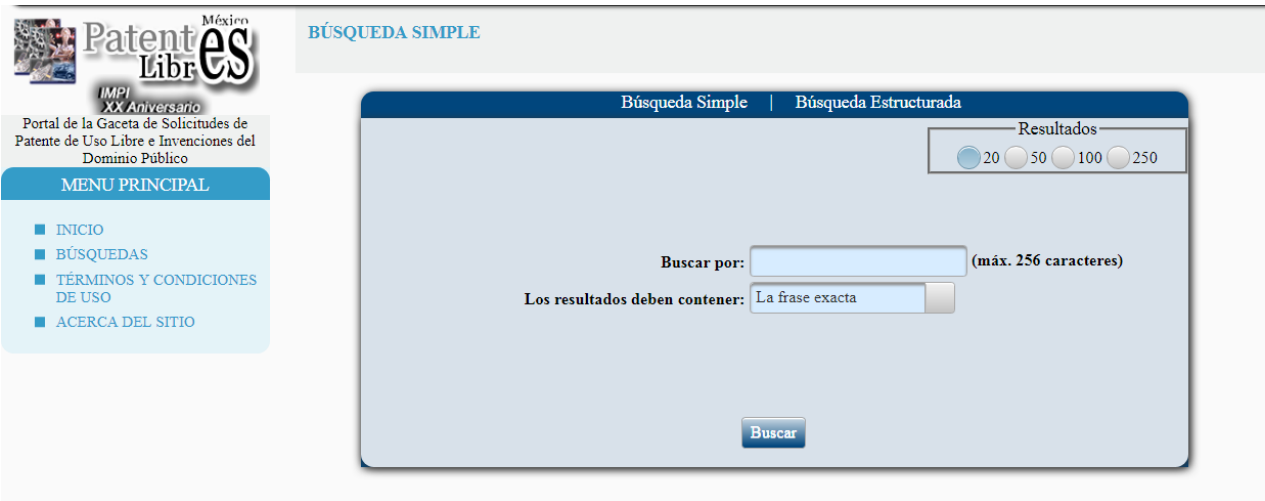 México
Patent es
Libr
IMPI
XX Aniversario
Portal de la Gaceta de Solicitudes de
Patente de Uso Libre e Invenciones del
Dominio Público
MENU PRINCIPAL
INICIO
BÚSQUEDAS
TÉRMINOS Y CONDICIONES
DE USO
ACERCA DEL SITIO
BÚSQUEDA SIMPLE
Búsqueda Simple | Búsqueda Estructurada
Resultados
20 50 100 250
Buscar por: (máx. 256 caracteres)
Los resultados deben contener: La frase exacta
Buscar